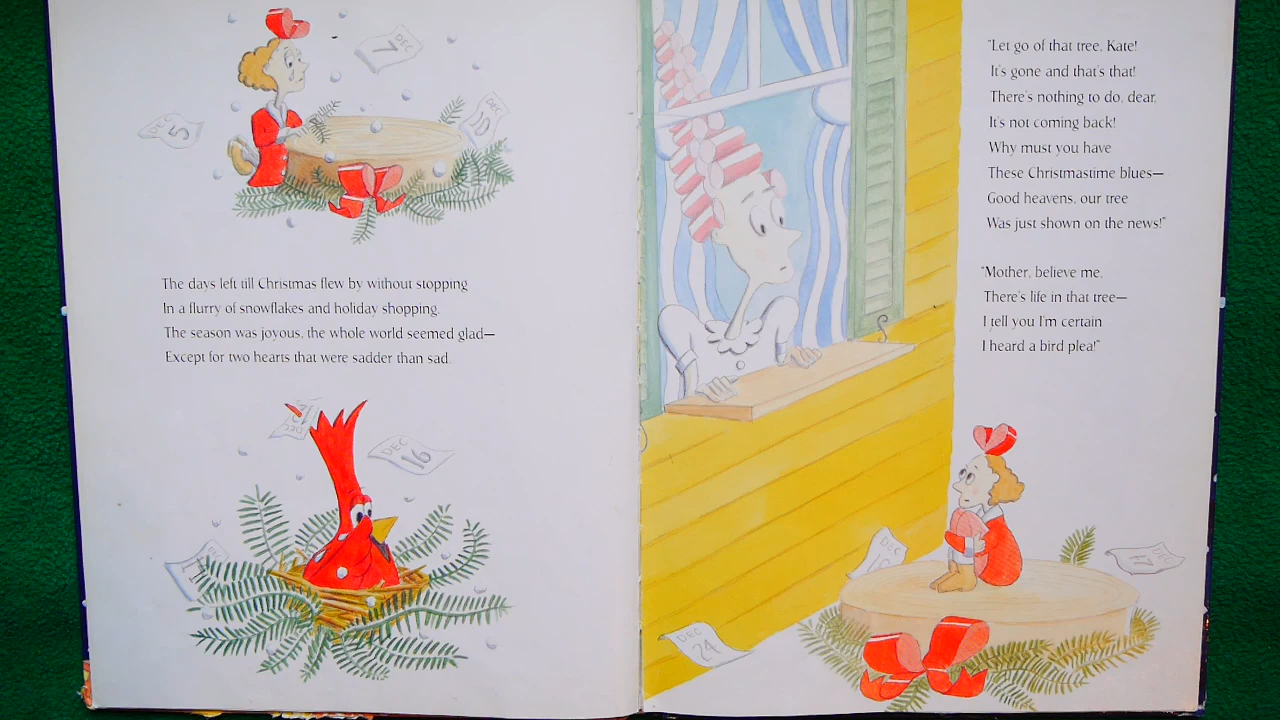 DEC
7
DEC
5
DEC
10
The days left till Christmas flew by without stopping
In a flurry of snowflakes and holiday shopping.
The season was joyous, the whole world seemed glad—
Except for two hearts that were sadder than sad.
DEC
DEC
16
DEC
"Let go of that tree, Kate!
It's gone and that's that!
There's nothing to do, dear,
It's not coming back!
Why must you have
These Christmastime blues—
Good heavens, our tree
Was just shown on the news!"
"Mother, believe me,
There's life in that tree—
I tell you I'm certain
I heard a bird plea!"
DEC
DEC
DEC
24